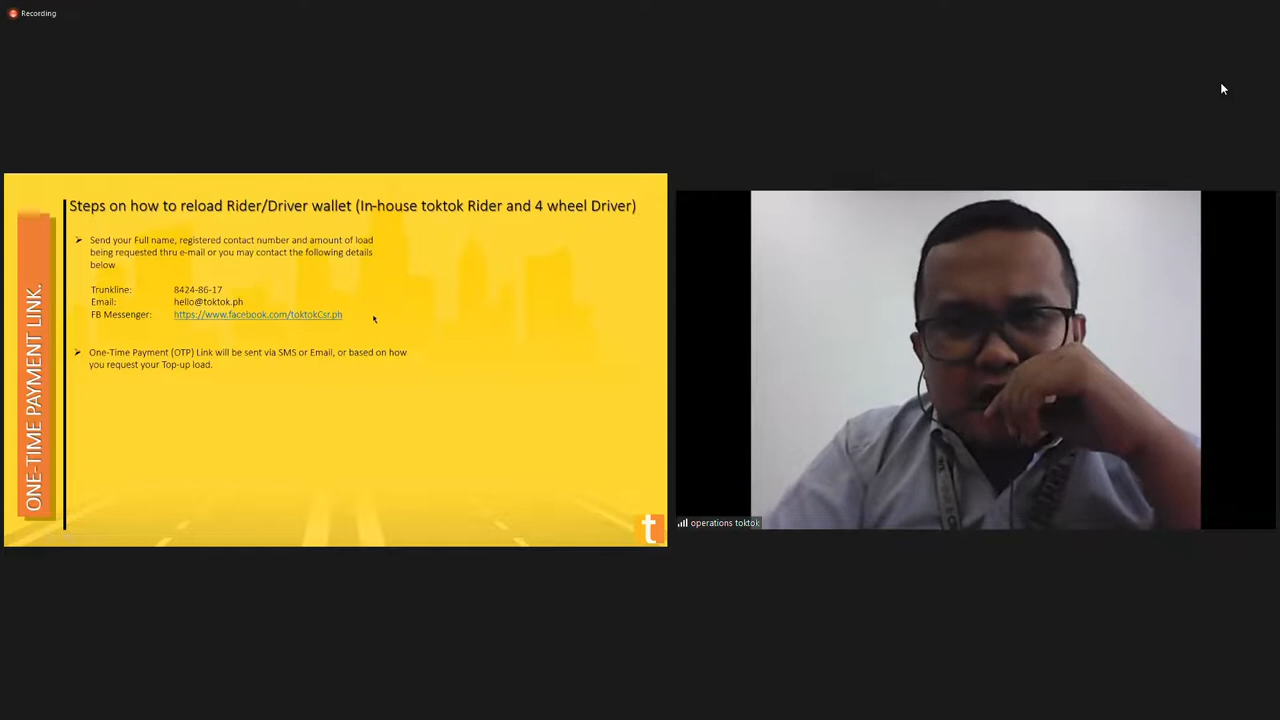 Recording
Steps on how to reload Rider/Driver wallet (In-house toktok Rider and 4 wheel Driver)
ONE-TIME PAYMENT LINK.
➢ Send your Full name, registered contact number and amount of load
being requested thru e-mail or you may contact the following details
below
Trunkline: 8424-86-17
Email: hello@toktok.ph
FB Messenger: https://www.facebook.com/toktokCsr.ph
➢ One-Time Payment (OTP) Link will be sent via SMS or Email, or based on how
you request your Top-up load.
t
operations toktok